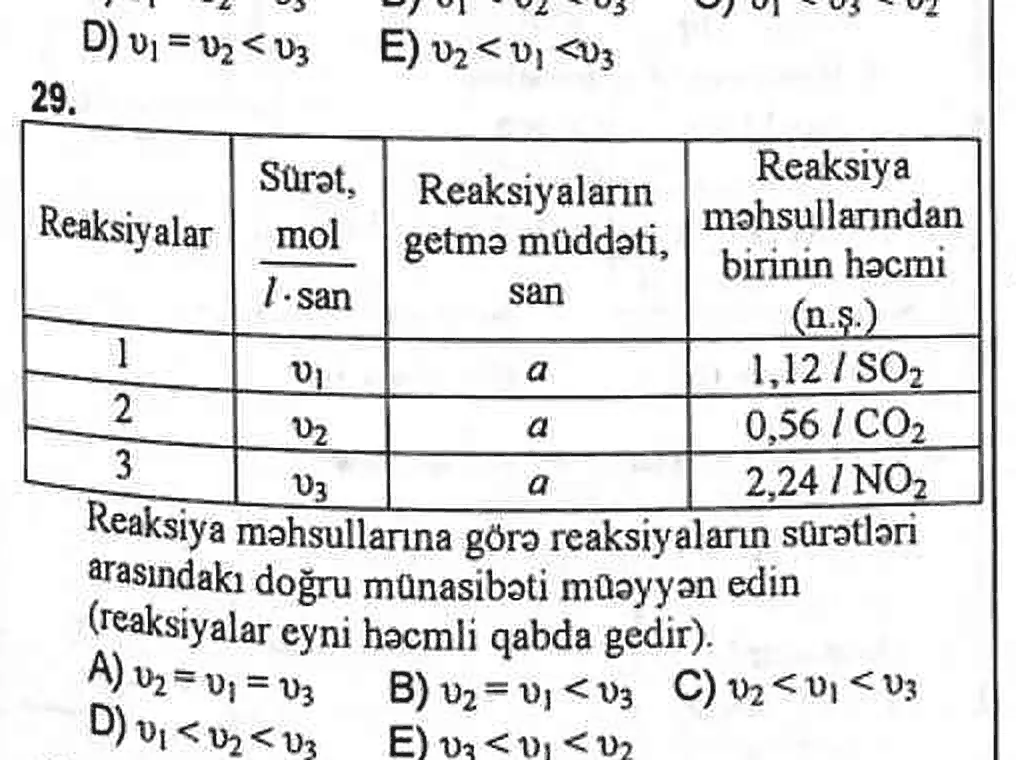 D) υ₁ = υ₂ < υ₃ E) υ₂ < υ₁ <υ₃
29.
Reaksiyalar
Sürət,
mol
l · san
Reaksiyaların
getmə müddəti,
san
Reaksiya
məhsullarından
birinin həcmi
(n.ş.)
1 υ₁ a 1,12 l SO₂
2 υ₂ a 0,56 l CO₂
3 υ₃ a 2,24 l NO₂
Reaksiya məhsullarına görə reaksiyaların sürətləri
arasındakı doğru münasibəti müəyyən edin
(reaksiyalar eyni həcmli qabda gedir).
A) υ₂ = υ₁ = υ₃ B) υ₂ = υ₁ < υ₃ C) υ₂ < υ₁ < υ₃
D) υ₁ < υ₂ < υ₃ E) υ₃ < υ₁ < υ₂